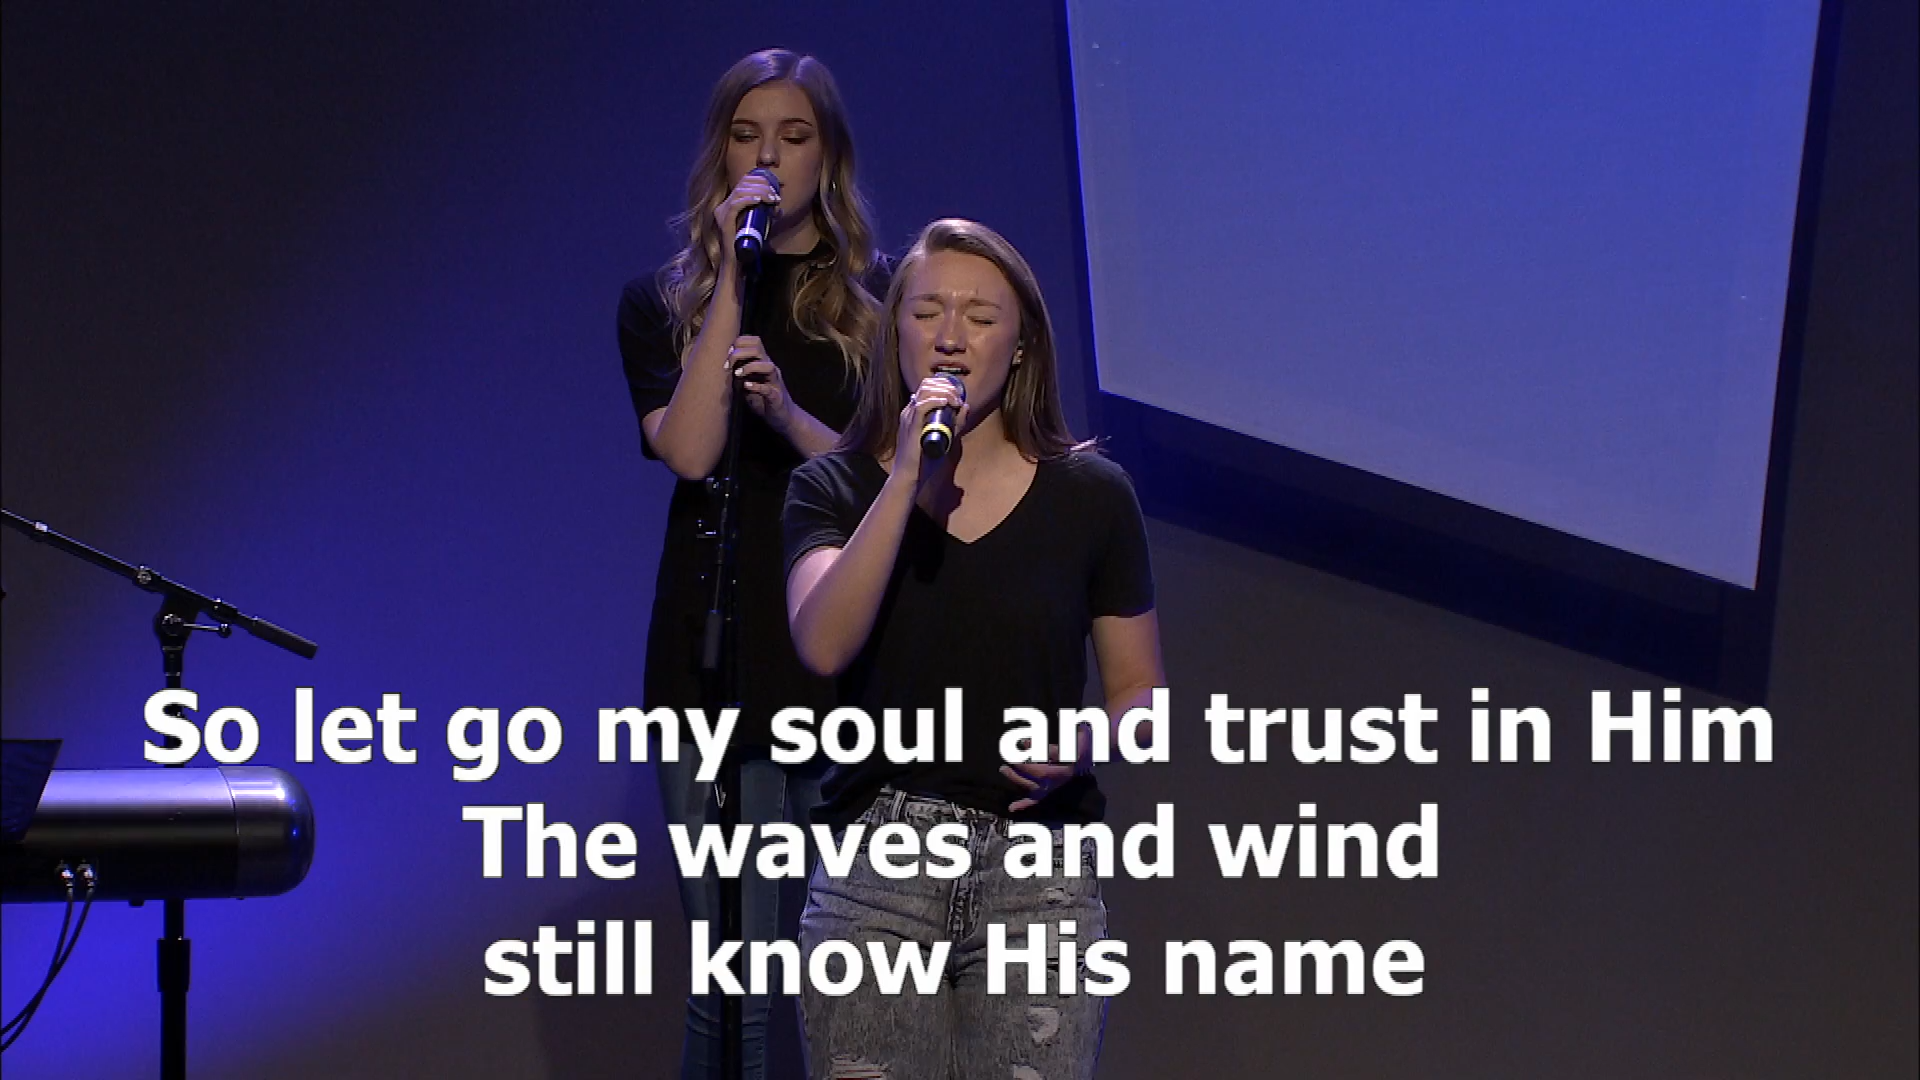 So let go my soul and trust in Him
The waves and wind
still know His name